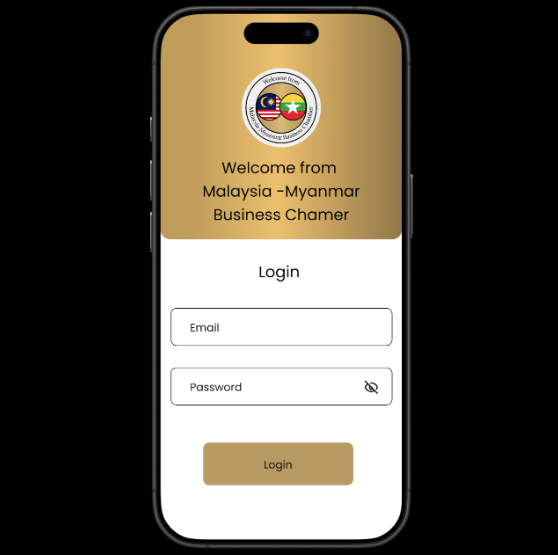 Welcome from
Malaysia-Myanmar Business Chamber
Welcome from
Malaysia -Myanmar
Business Chamer
Login
Email
Password
Login